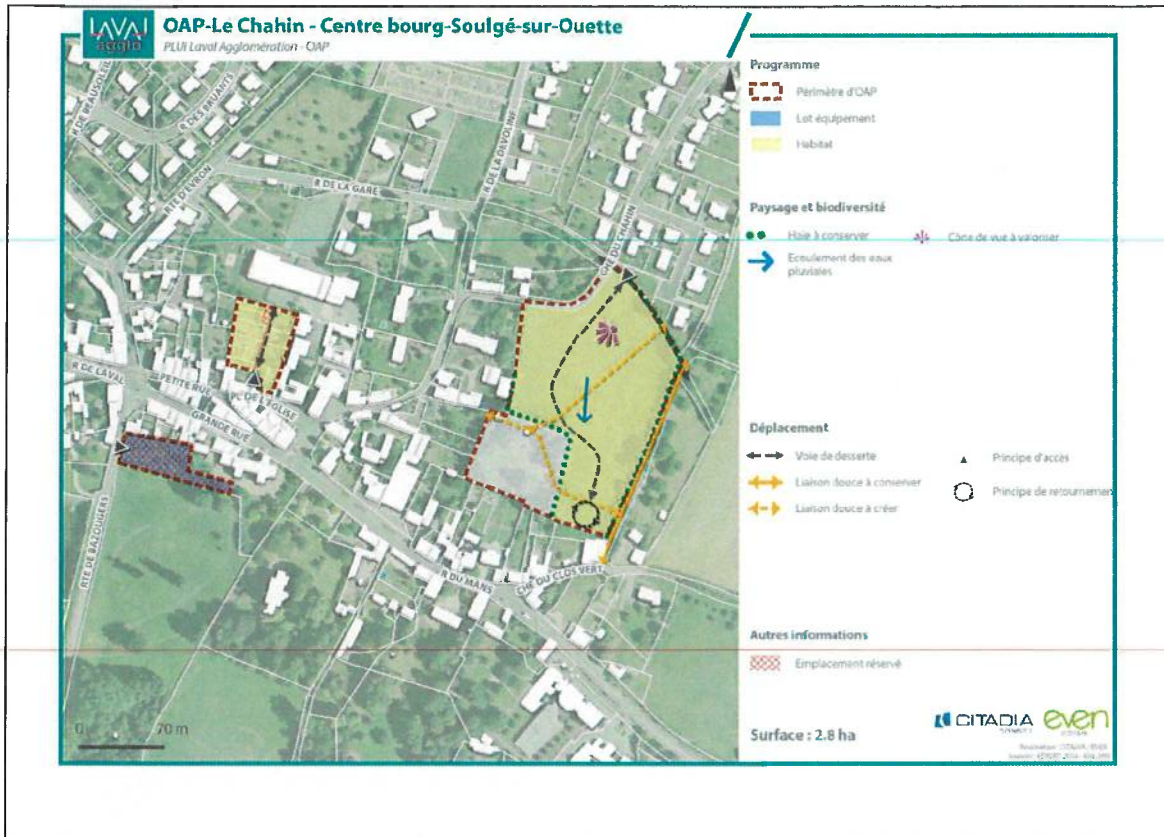 LAVAL
agglo
OAP-Le Chahin - Centre bourg-Soulgé-sur-Ouette
PLUi Laval Agglomération - OAP
R DE BEAUSOLEIL
R DES BRUANTS
RTE D'EVRON
R DE LA GARE
R DE LA DAVOLINE
CHE DU CHAHIN
R DE LAVAL
PETITE RUE
PL DE L'EGLISE
GRANDE RUE
RTE DE BAZOUGERS
R DU MANS
CHE DU CLOS VERT
0 70 m
Programme
Périmètre d'OAP
Lot équipement
Habitat
Paysage et biodiversité
Haie à conserver
Cône de vue à valoriser
Ecoulement des eaux
pluviales
Déplacement
Voie de desserte
Principe d'accès
Liaison douce à conserver
Principe de retournemen
Liaison douce à créer
Autres informations
Emplacement réservé
Surface : 2.8 ha
CITADIA
even